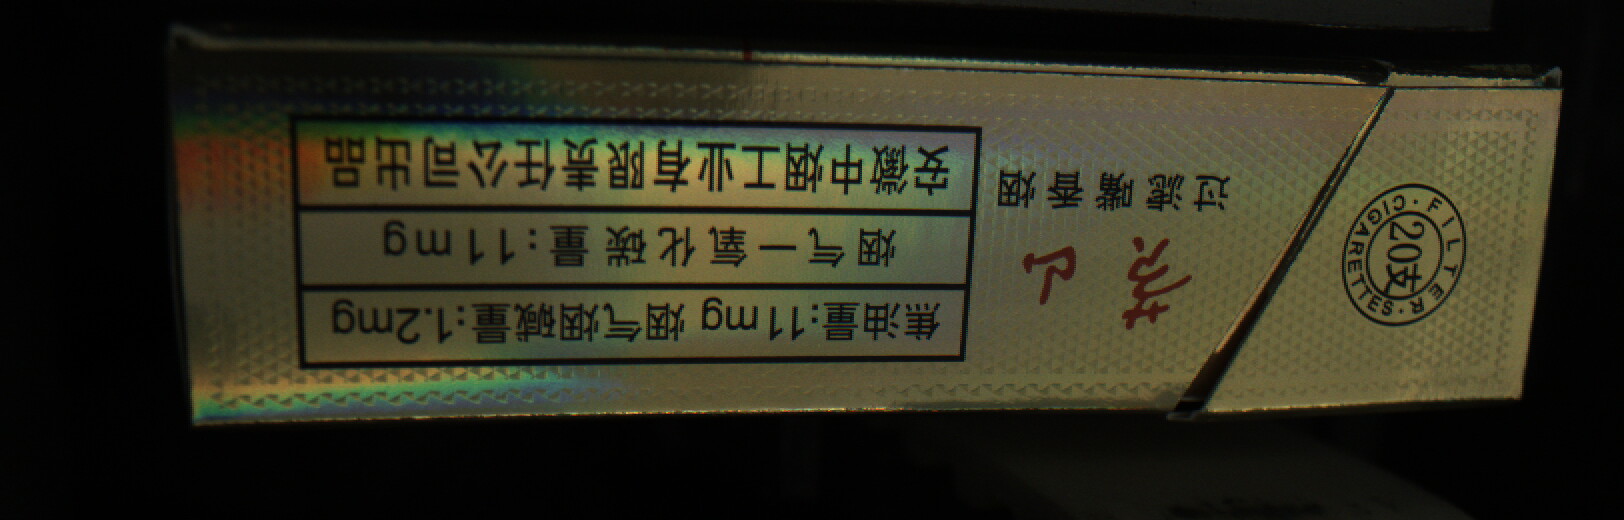 FILTER · CIGARETTES ·
20支
黄山
过滤嘴香烟
焦油量:11mg 烟气烟碱量:1.2mg
烟气一氧化碳量:11mg
安徽中烟工业有限责任公司出品